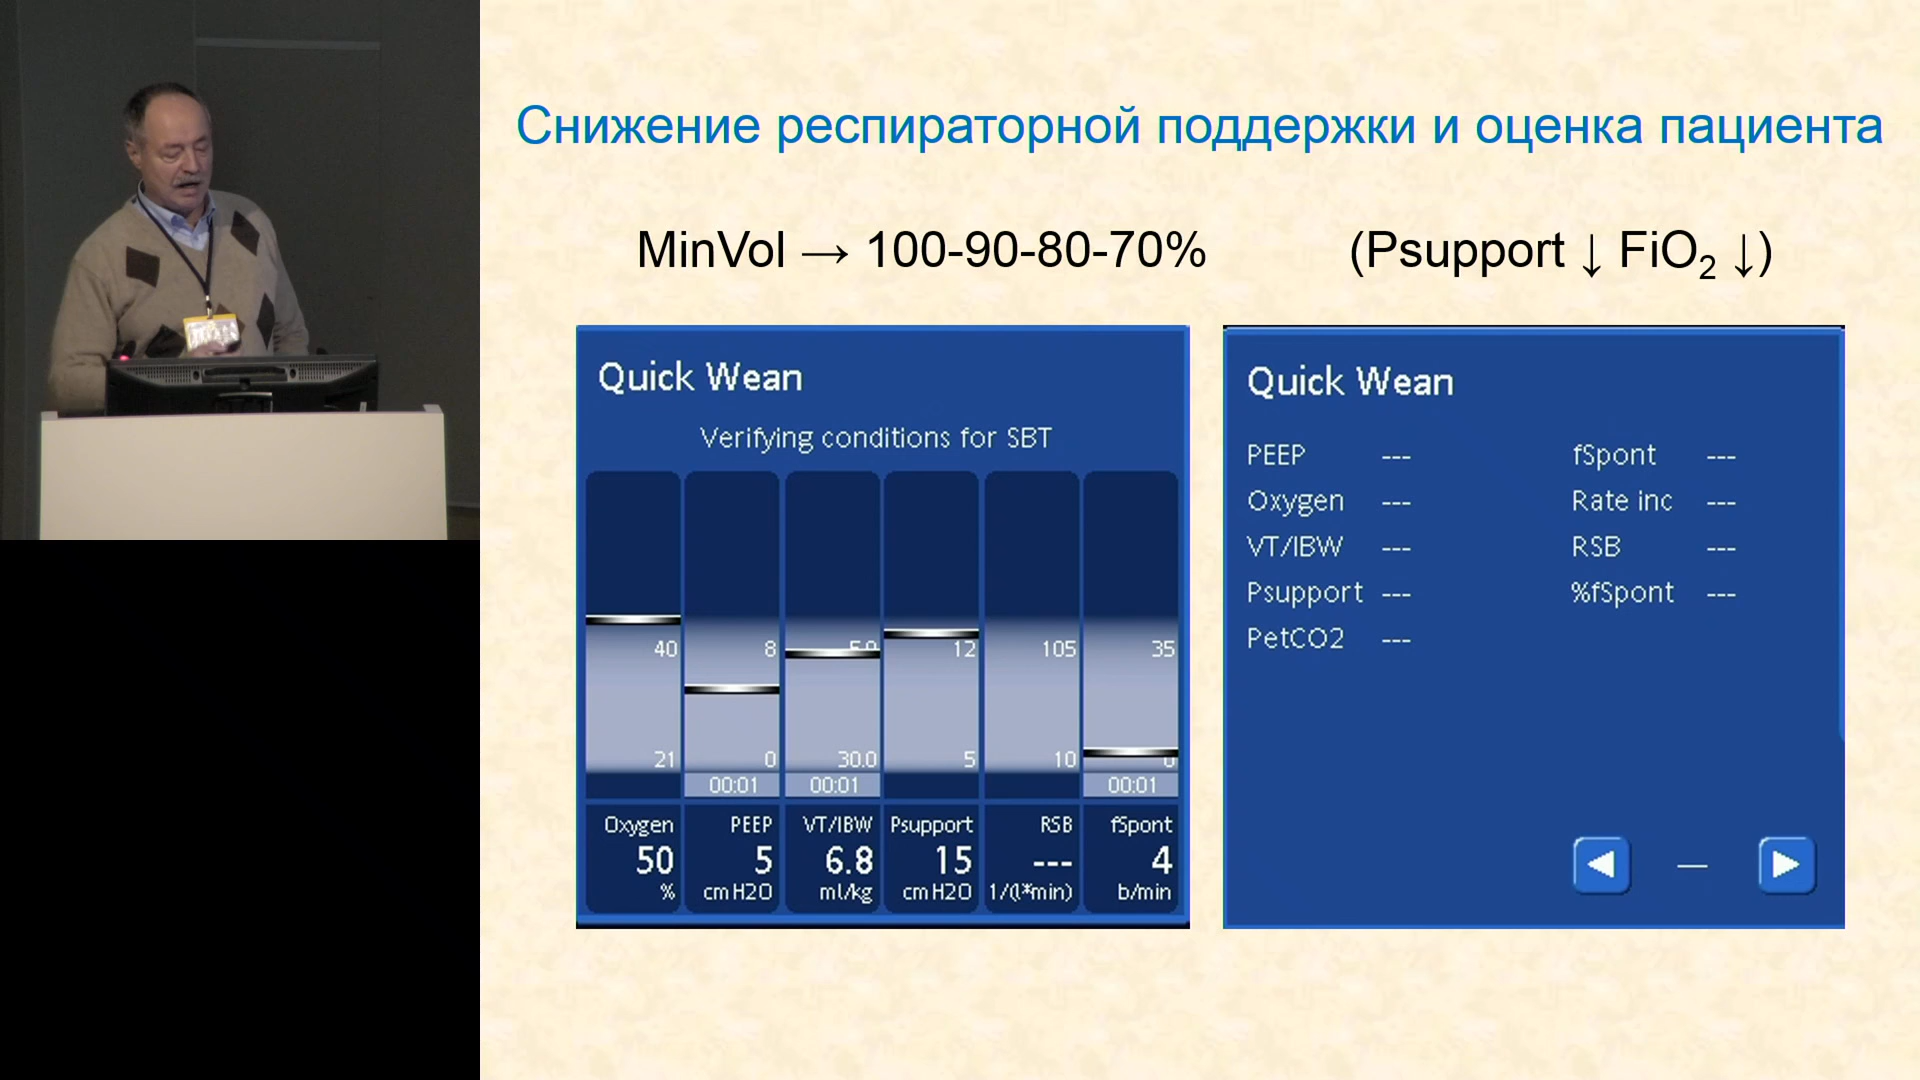 Снижение респираторной поддержки и оценка пациента
MinVol → 100-90-80-70% (Psupport ↓ FiO₂ ↓)
Quick Wean
Verifying conditions for SBT
40 8 12 105 35
21 0 30.0 5 10 0
00:01 00:01 00:01
Oxygen PEEP VT/IBW Psupport RSB fSpont
50 5 6.8 15 --- 4
% cmH2O ml/kg cmH2O 1/(l*min) b/min
Quick Wean
PEEP --- fSpont ---
Oxygen --- Rate inc ---
VT/IBW --- RSB ---
Psupport --- %fSpont ---
PetCO2 ---